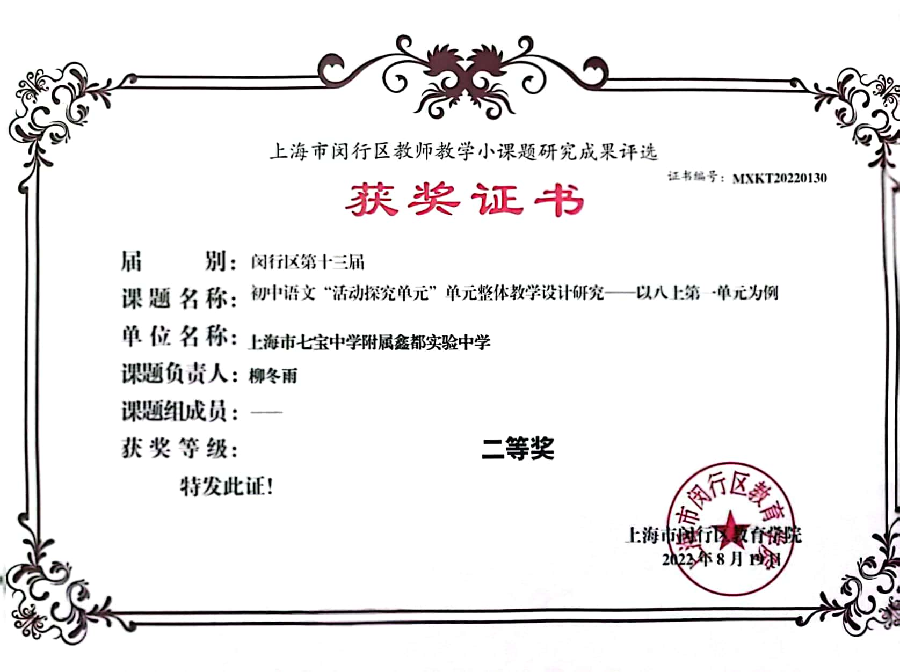 上海市闵行区教师教学小课题研究成果评选
证书编号：MXKT20220130
获奖证书
届 别：闵行区第十三届
课题名称：初中语文“活动探究单元”单元整体教学设计研究——以八上第一单元为例
单位名称：上海市七宝中学附属鑫都实验中学
课题负责人：柳冬雨
课题组成员：——
获奖等级：二等奖
特发此证！
上海市闵行区教育学院
2022年8月19日
上海市闵行区教育学院